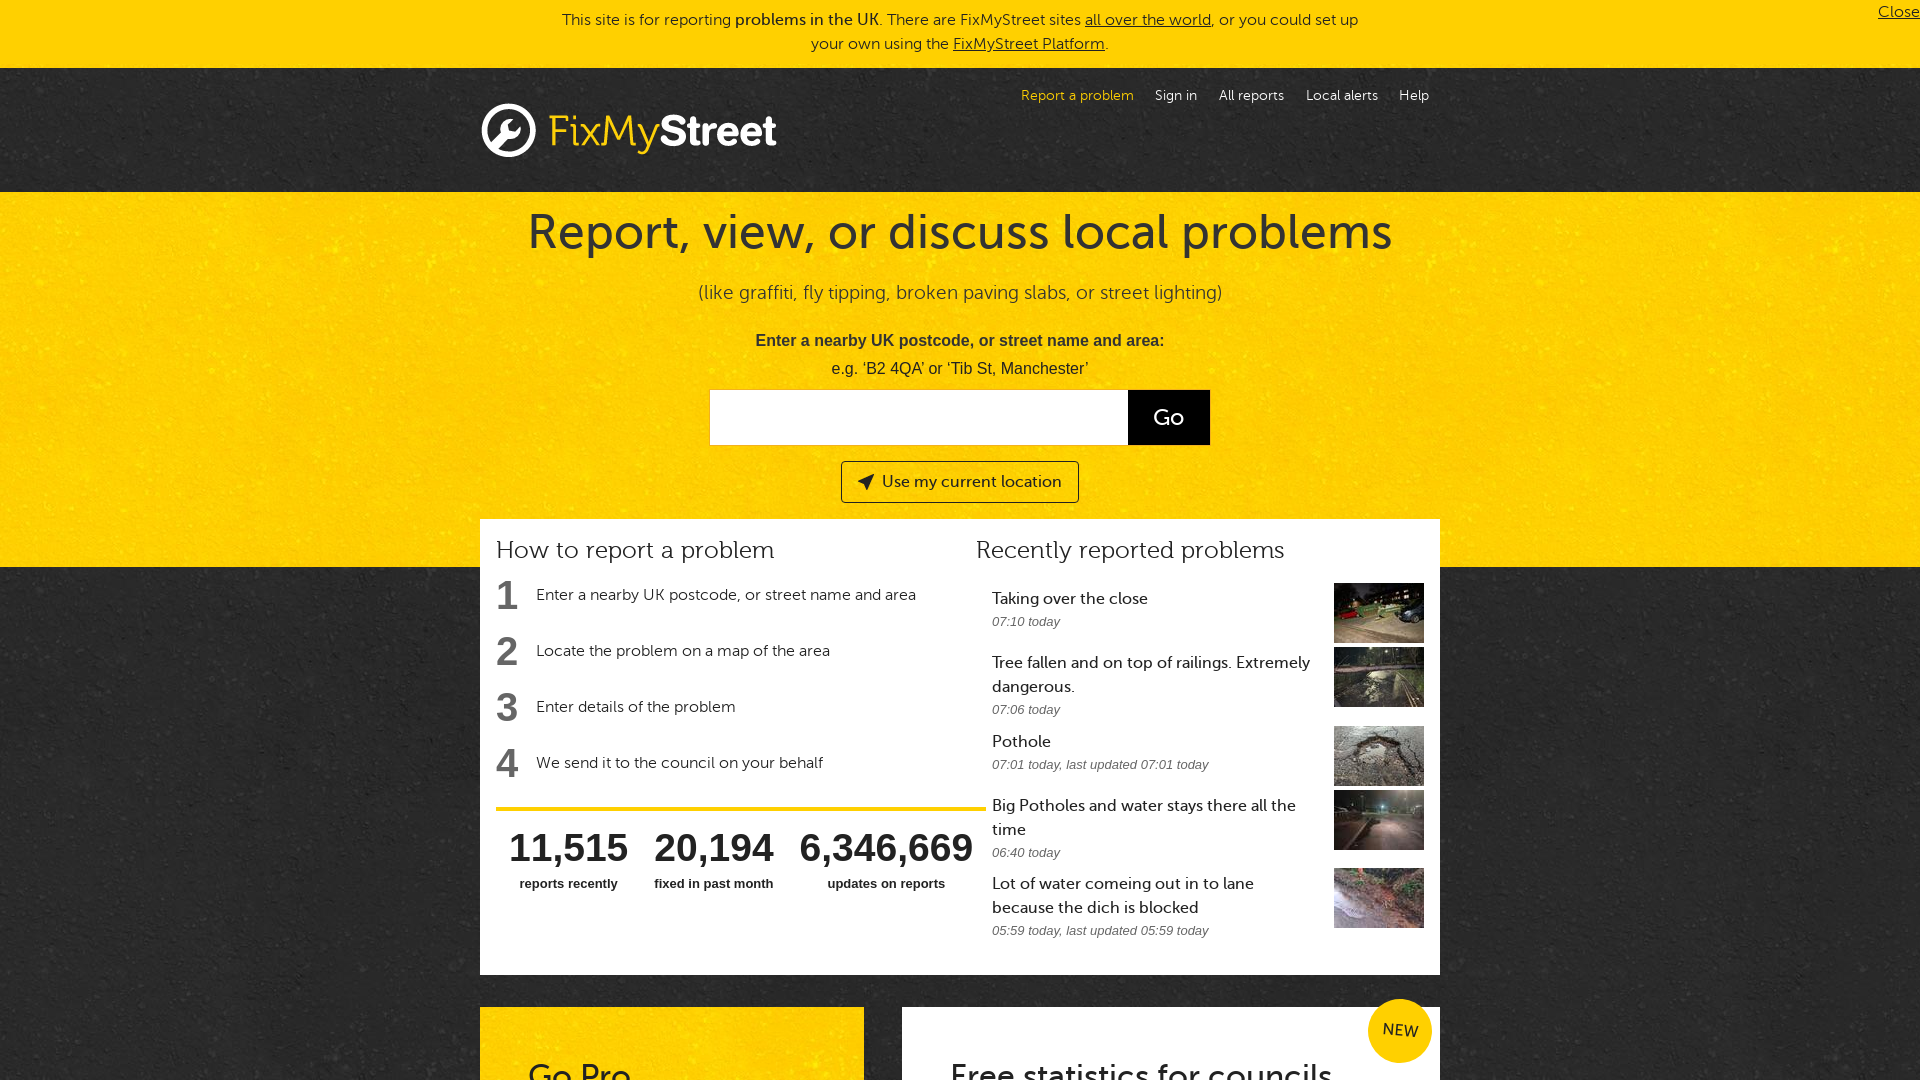 This site is for reporting problems in the UK. There are FixMyStreet sites all over the world, or you could set up
your own using the FixMyStreet Platform.
Close
Report a problem
Sign in
All reports
Local alerts
Help
FixMyStreet
Report, view, or discuss local problems
(like graffiti, fly tipping, broken paving slabs, or street lighting)
Enter a nearby UK postcode, or street name and area:
e.g. ‘B2 4QA’ or ‘Tib St, Manchester’
Go
Use my current location
How to report a problem
1 Enter a nearby UK postcode, or street name and area
2 Locate the problem on a map of the area
3 Enter details of the problem
4 We send it to the council on your behalf
11,515
reports recently
20,194
fixed in past month
6,346,669
updates on reports
Recently reported problems
Taking over the close
07:10 today
Tree fallen and on top of railings. Extremely
dangerous.
07:06 today
Pothole
07:01 today, last updated 07:01 today
Big Potholes and water stays there all the
time
06:40 today
Lot of water comeing out in to lane
because the dich is blocked
05:59 today, last updated 05:59 today
Go Pro
NEW
Free statistics for councils